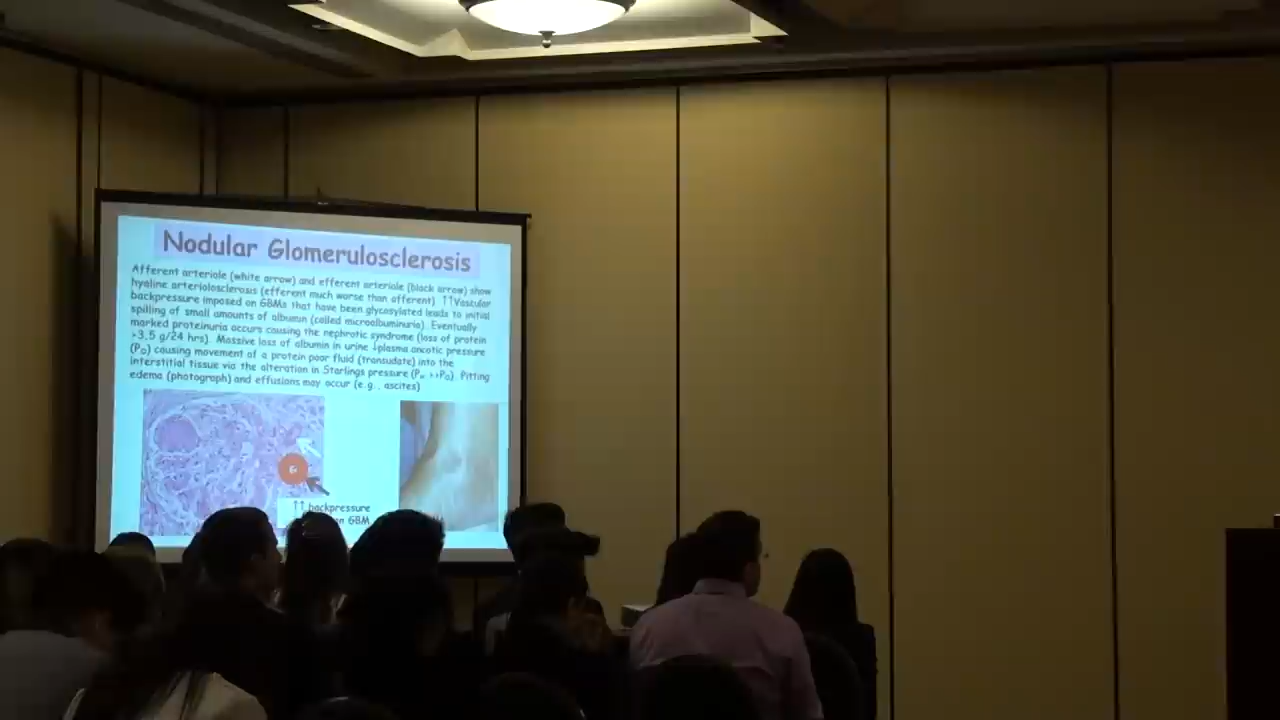 Nodular Glomerulosclerosis
Afferent arteriole (white arrow) and efferent arteriole (black arrow) show
hyaline arteriolosclerosis (efferent much worse than afferent). ↑↑Vascular
backpressure imposed on GBMs that have been glycosylated leads to initial
spilling of small amounts of albumin (called microalbuminuria). Eventually
marked proteinuria occurs causing the nephrotic syndrome (loss of protein
>3.5 g/24 hrs). Massive loss of albumin in urine ↓plasma oncotic pressure
(PO) causing movement of a protein poor fluid (transudate) into the
interstitial tissue via the alteration in Starlings pressure (PH >>PO). Pitting
edema (photograph) and effusions may occur (e.g., ascites)
↑↑ backpressure
on GBM